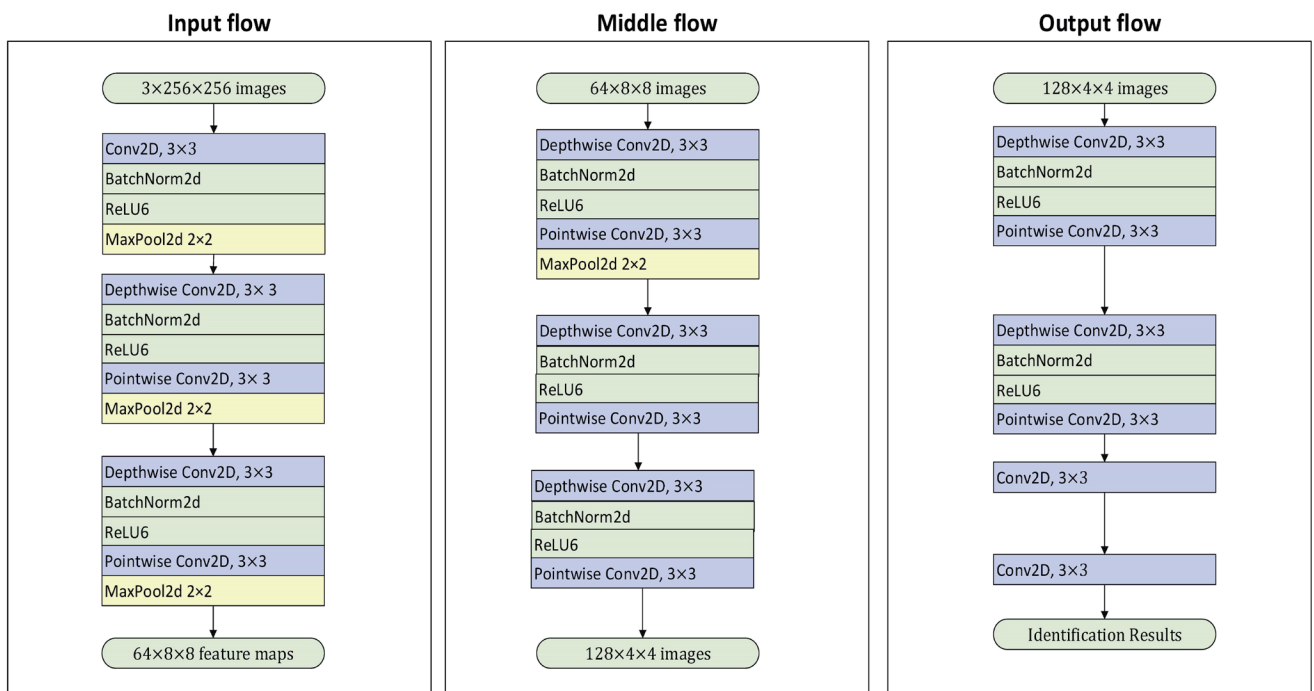 Input flow
3×256×256 images
Conv2D, 3×3
BatchNorm2d
ReLU6
MaxPool2d 2×2
Depthwise Conv2D, 3× 3
BatchNorm2d
ReLU6
Pointwise Conv2D, 3× 3
MaxPool2d 2×2
Depthwise Conv2D, 3×3
BatchNorm2d
ReLU6
Pointwise Conv2D, 3×3
MaxPool2d 2×2
64×8×8 feature maps
Middle flow
64×8×8 images
Depthwise Conv2D, 3×3
BatchNorm2d
ReLU6
Pointwise Conv2D, 3×3
MaxPool2d 2×2
Depthwise Conv2D, 3×3
BatchNorm2d
ReLU6
Pointwise Conv2D, 3×3
Depthwise Conv2D, 3×3
BatchNorm2d
ReLU6
Pointwise Conv2D, 3×3
128×4×4 images
Output flow
128×4×4 images
Depthwise Conv2D, 3×3
BatchNorm2d
ReLU6
Pointwise Conv2D, 3×3
Depthwise Conv2D, 3×3
BatchNorm2d
ReLU6
Pointwise Conv2D, 3×3
Conv2D, 3×3
Conv2D, 3×3
Identification Results